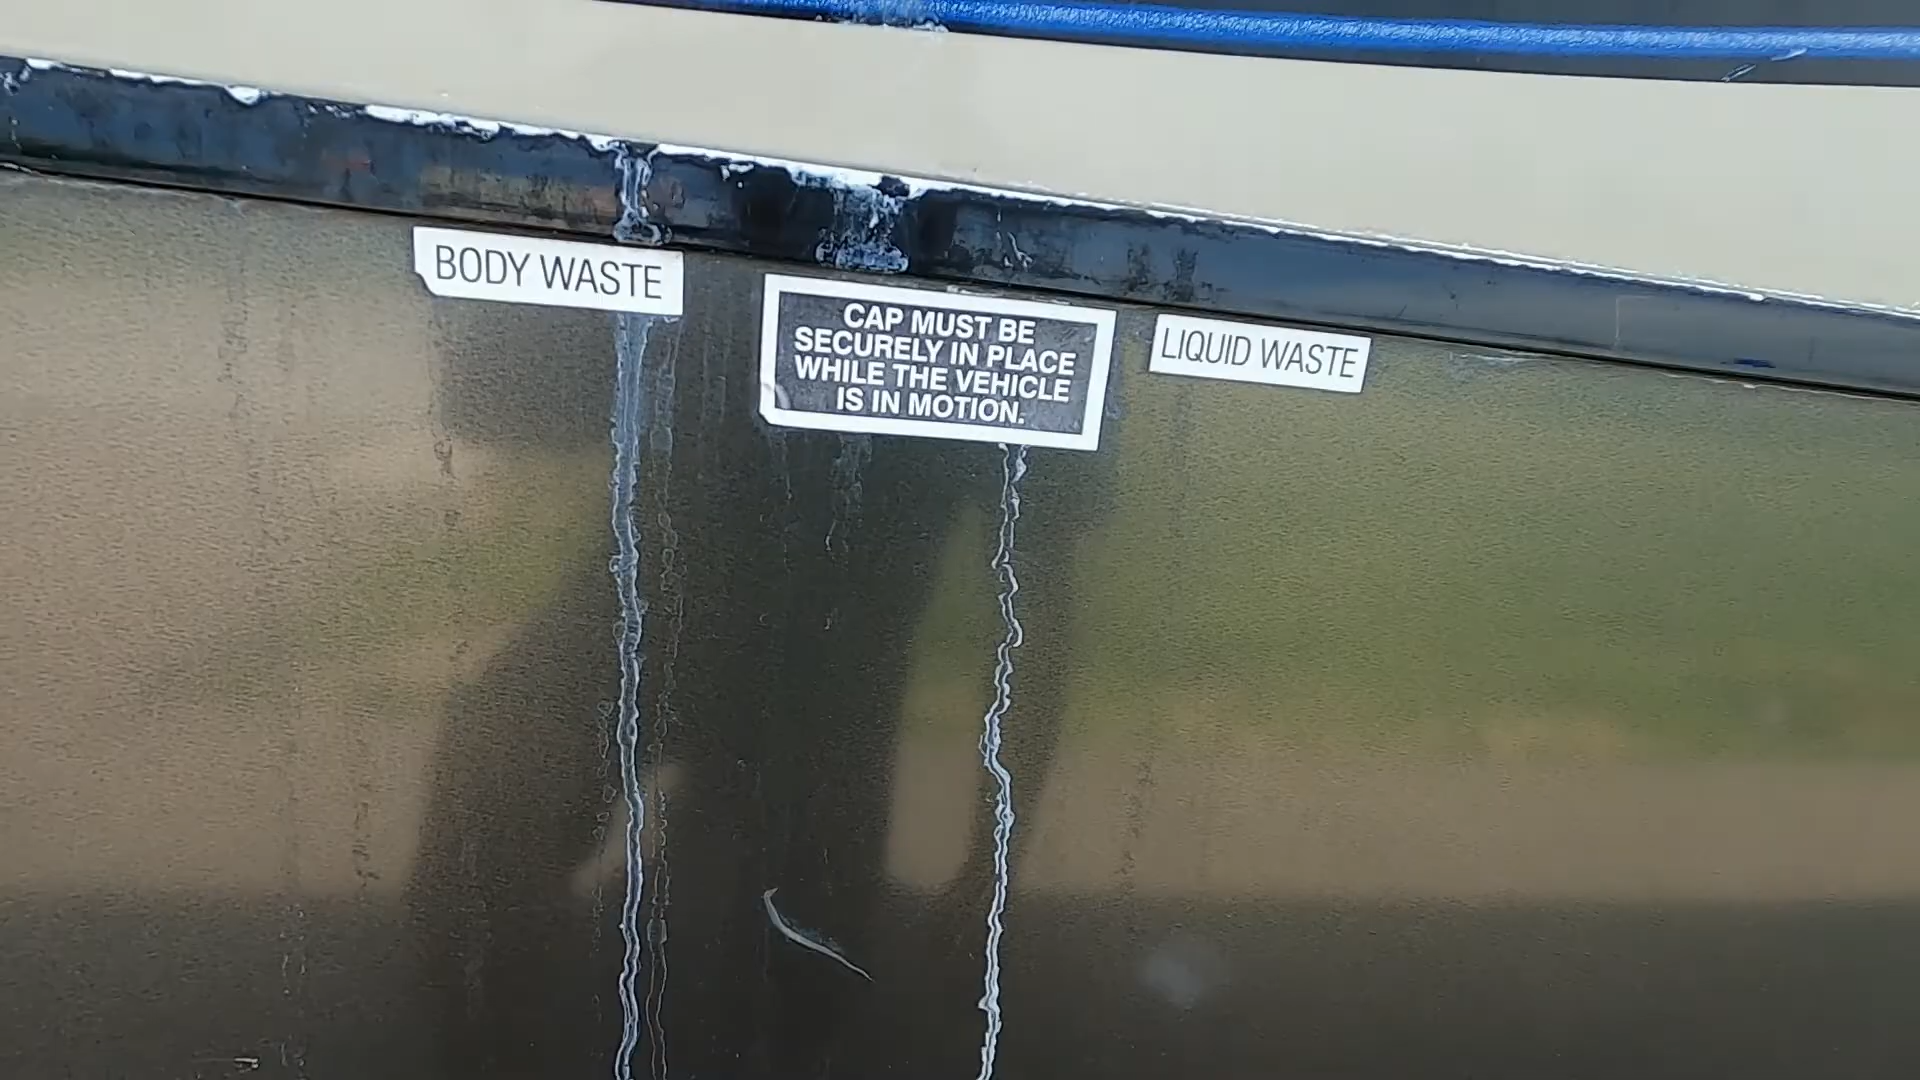 BODY WASTE
CAP MUST BE
SECURELY IN PLACE
WHILE THE VEHICLE
IS IN MOTION.
LIQUID WASTE